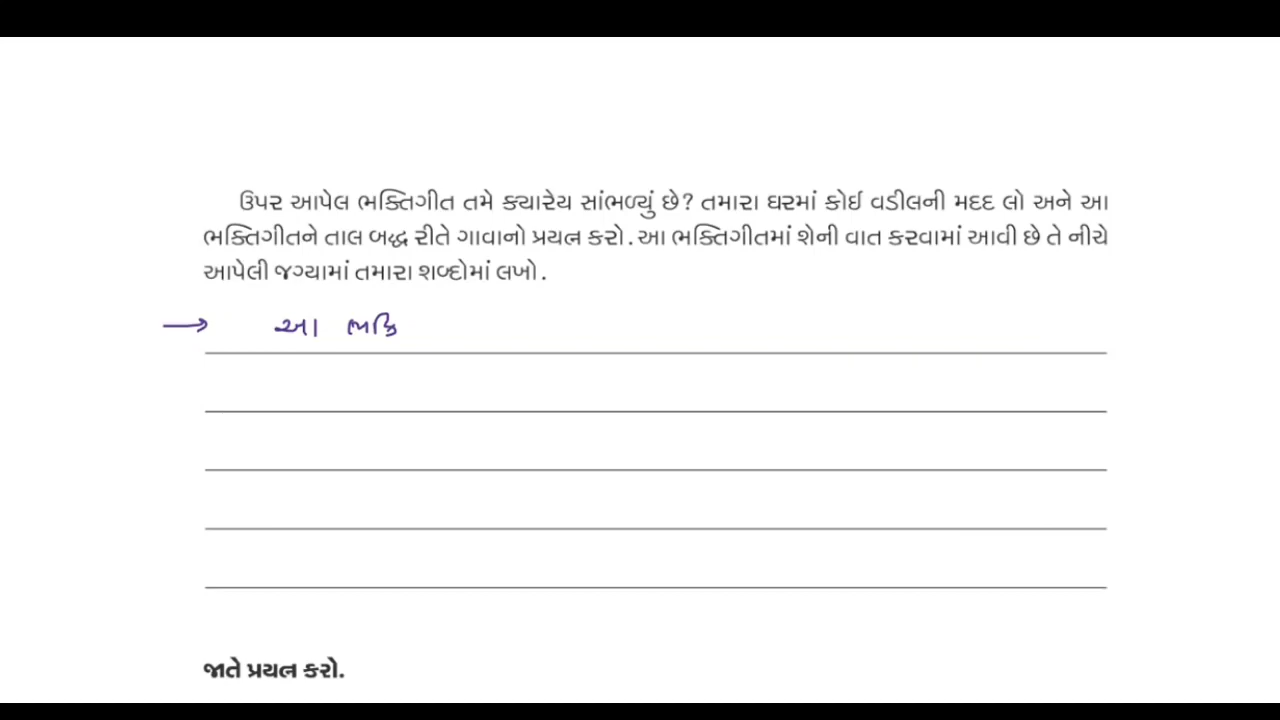 ઉપર આપેલ ભક્તિગીત તમે ક્યારેય સાંભળ્યું છે? તમારા ઘરમાં કોઈ વડીલની મદદ લો અને આ
ભક્તિગીતને તાલ બદ્ધ રીતે ગાવાનો પ્રયત્ન કરો. આ ભક્તિગીતમાં શેની વાત કરવામાં આવી છે તે નીચે
આપેલી જગ્યામાં તમારા શબ્દોમાં લખો.
→ આ ભક્તિ
જાતે પ્રયત્ન કરો.